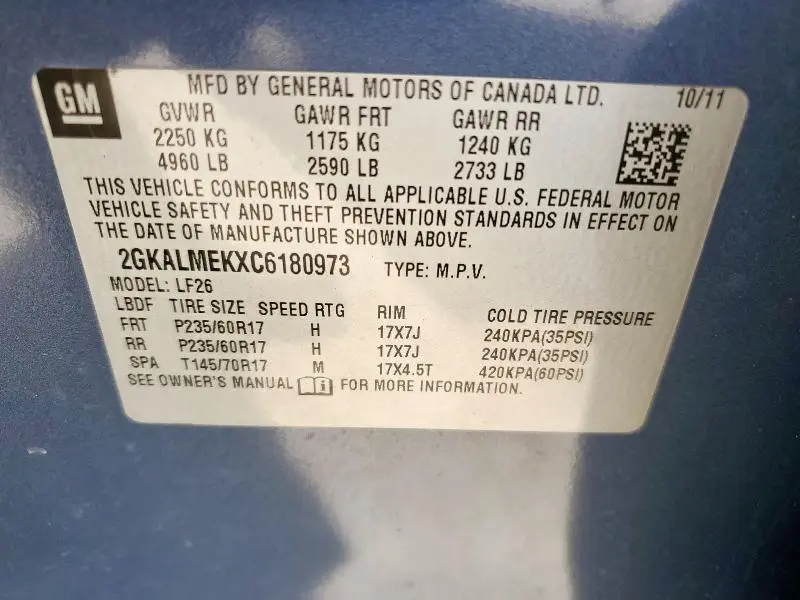 GM
MFD BY GENERAL MOTORS OF CANADA LTD. 10/11
GVWR GAWR FRT GAWR RR
2250 KG 1175 KG 1240 KG
4960 LB 2590 LB 2733 LB
THIS VEHICLE CONFORMS TO ALL APPLICABLE U.S. FEDERAL MOTOR
VEHICLE SAFETY AND THEFT PREVENTION STANDARDS IN EFFECT ON
THE DATE OF MANUFACTURE SHOWN ABOVE.
2GKALMEKXC6180973 TYPE: M.P.V.
MODEL: LF26
LBDF TIRE SIZE SPEED RTG RIM COLD TIRE PRESSURE
FRT P235/60R17 H 17X7J 240KPA(35PSI)
RR P235/60R17 H 17X7J 240KPA(35PSI)
SPA T145/70R17 M 17X4.5T 420KPA(60PSI)
SEE OWNER'S MANUAL FOR MORE INFORMATION.